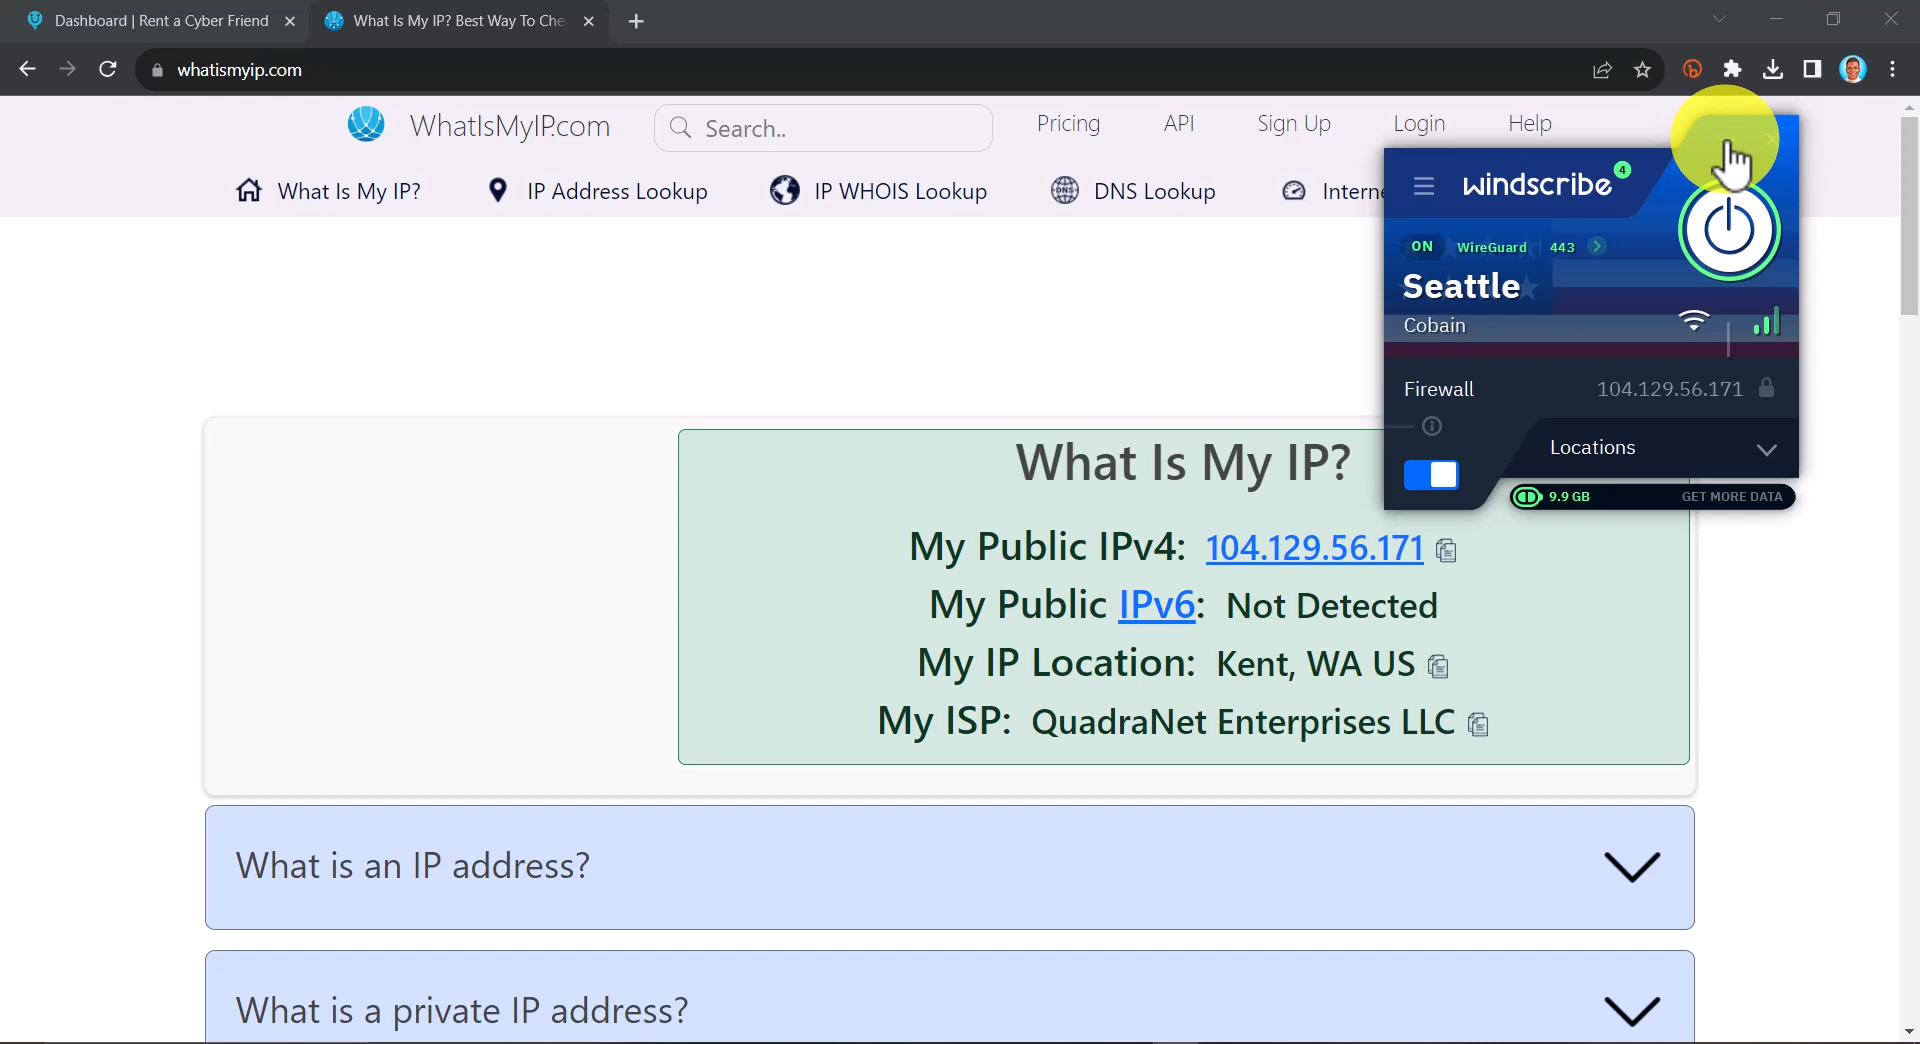 Dashboard | Rent a Cyber Friend
What Is My IP? Best Way To Che
whatismyip.com
WhatIsMyIP.com
Search..
Pricing
API
Sign Up
Login
Help
What Is My IP?
IP Address Lookup
IP WHOIS Lookup
DNS
DNS Lookup
Interne
windscribe
4
ON
WireGuard
443
Seattle
Cobain
Firewall
104.129.56.171
Locations
9.9 GB
GET MORE DATA
What Is My IP?
My Public IPv4: 104.129.56.171
My Public IPv6: Not Detected
My IP Location: Kent, WA US
My ISP: QuadraNet Enterprises LLC
What is an IP address?
What is a private IP address?